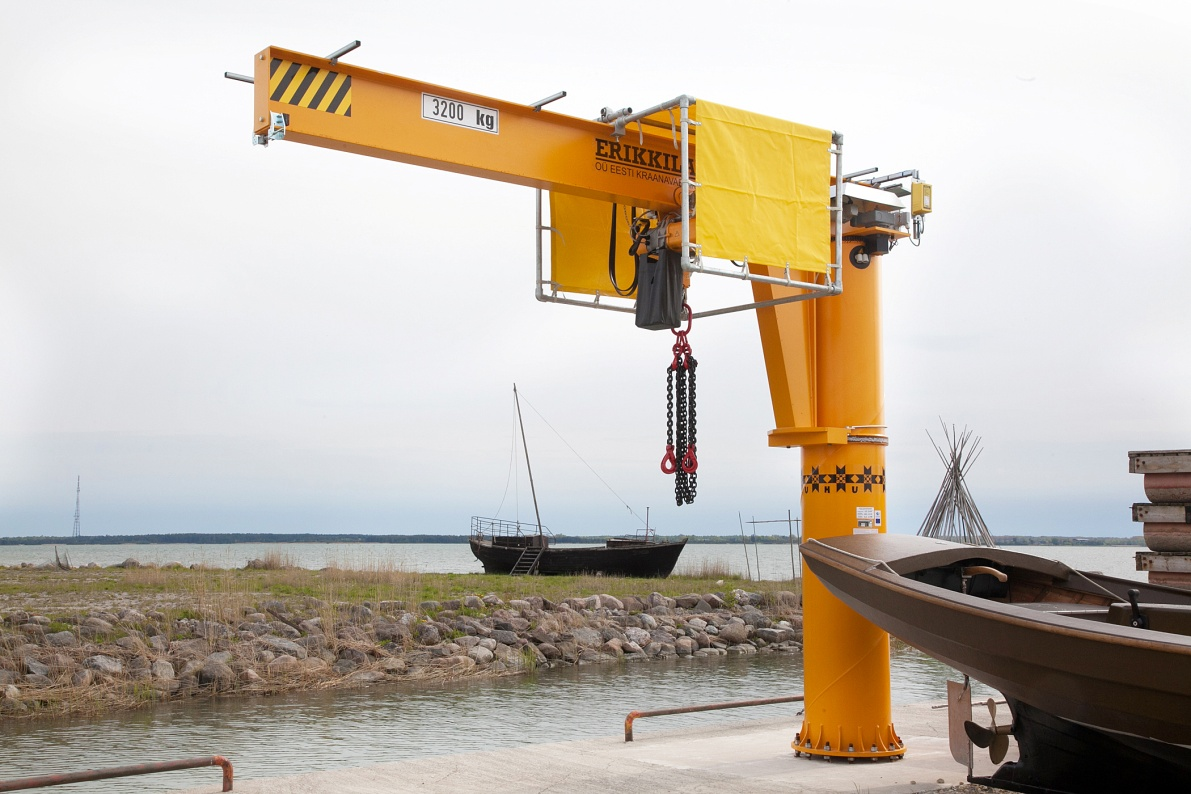 3200 kg
ERIKKILA
OÜ EESTI KRAANAVA
U H U